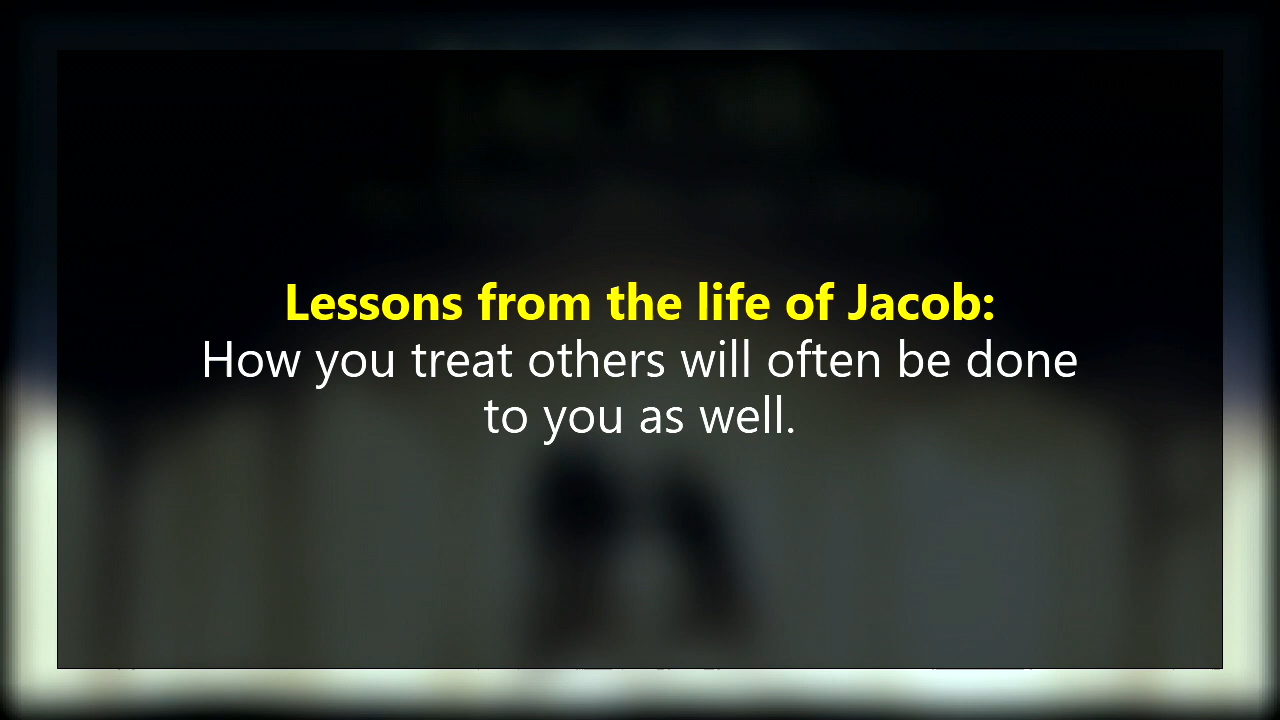 Lessons from the life of Jacob:
How you treat others will often be done
to you as well.